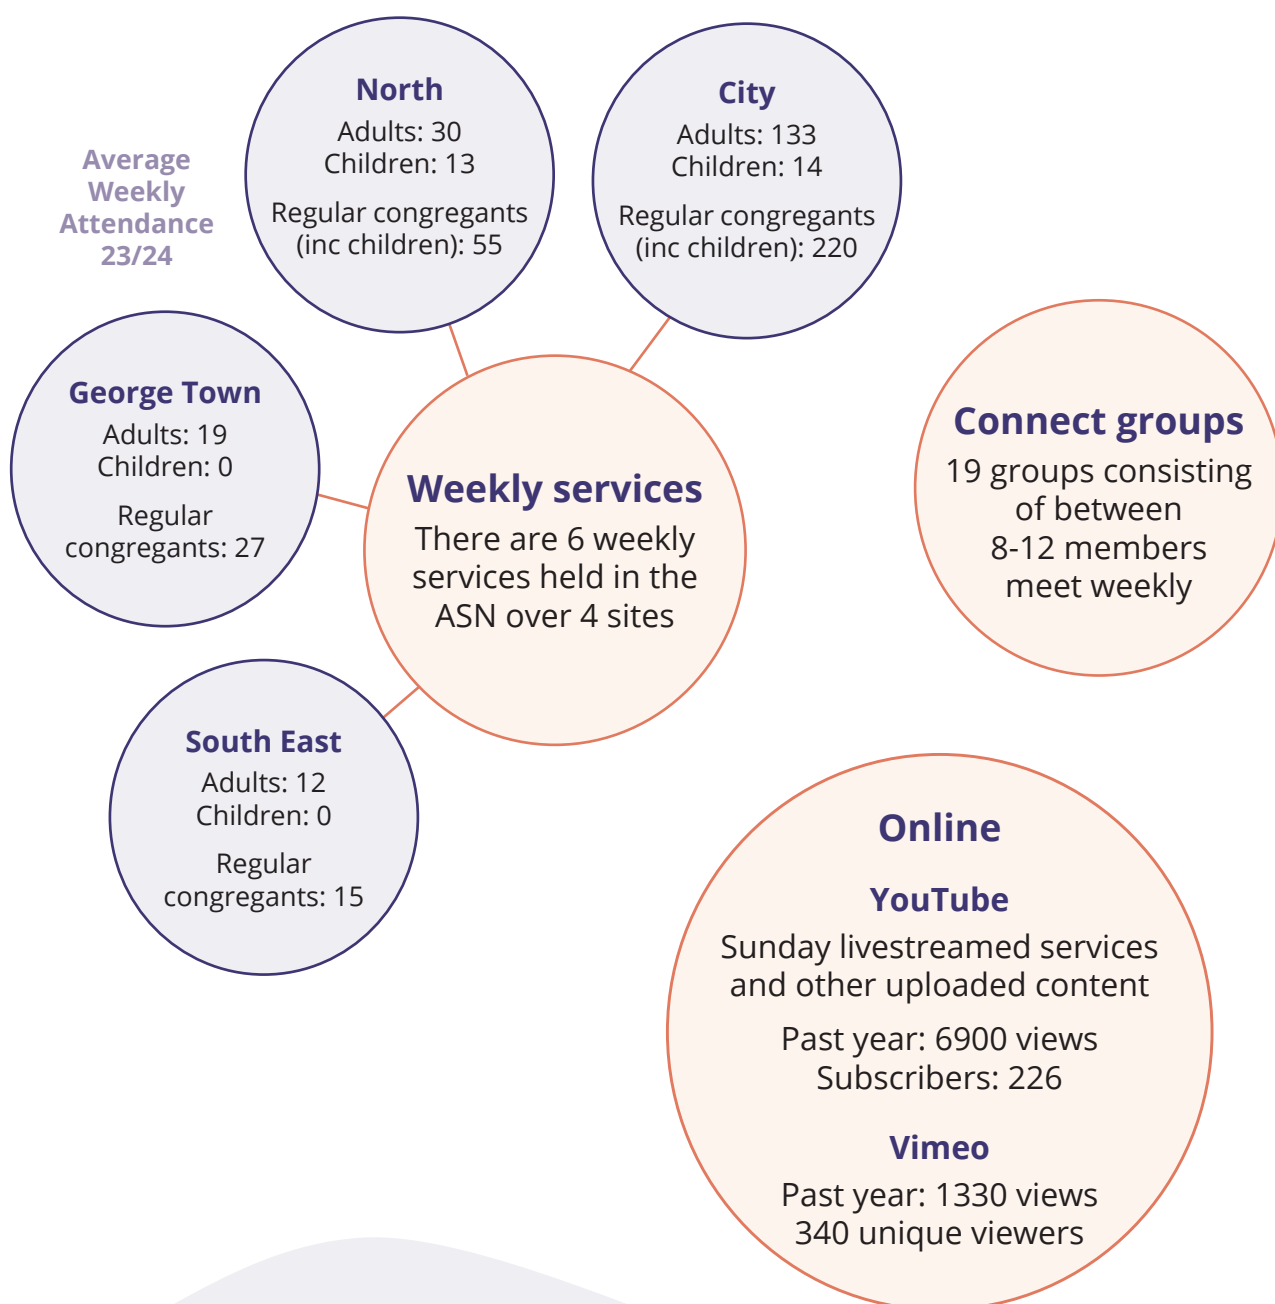 Average
Weekly
Attendance
23/24
North
Adults: 30
Children: 13
Regular congregants
(inc children): 55
City
Adults: 133
Children: 14
Regular congregants
(inc children): 220
George Town
Adults: 19
Children: 0
Regular
congregants: 27
Weekly services
There are 6 weekly
services held in the
ASN over 4 sites
Connect groups
19 groups consisting
of between
8-12 members
meet weekly
South East
Adults: 12
Children: 0
Regular
congregants: 15
Online
YouTube
Sunday livestreamed services
and other uploaded content
Past year: 6900 views
Subscribers: 226
Vimeo
Past year: 1330 views
340 unique viewers